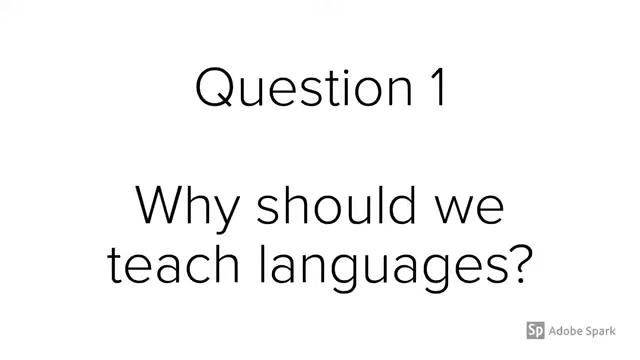 Question 1
Why should we
teach languages?
Sp Adobe Spark